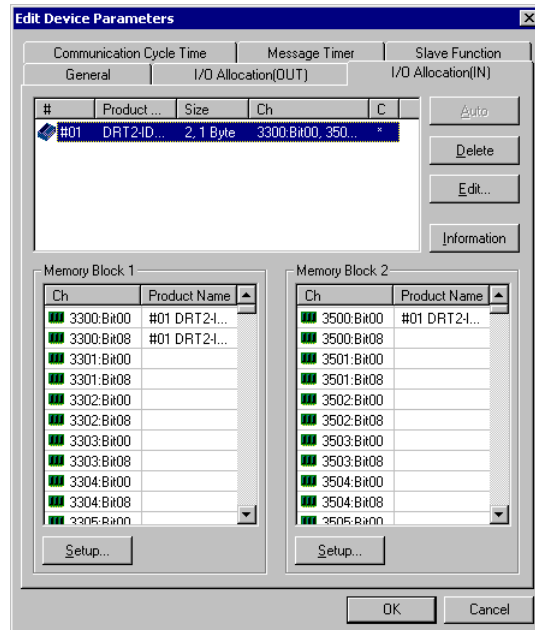 Edit Device Parameters
Communication Cycle Time Message Timer Slave Function
General I/O Allocation(OUT) I/O Allocation(IN)
# Product ... Size Ch C
#01 DRT2-ID... 2, 1 Byte 3300:Bit00, 350... *
Auto
Delete
Edit...
Information
Memory Block 1
Ch Product Name
3300:Bit00 #01 DRT2-I...
3300:Bit08 #01 DRT2-I...
3301:Bit00
3301:Bit08
3302:Bit00
3302:Bit08
3303:Bit00
3303:Bit08
3304:Bit00
3304:Bit08
3305:Bit00
Setup...
Memory Block 2
Ch Product Name
3500:Bit00 #01 DRT2-I...
3500:Bit08
3501:Bit00
3501:Bit08
3502:Bit00
3502:Bit08
3503:Bit00
3503:Bit08
3504:Bit00
3504:Bit08
3505:Bit00
Setup...
OK Cancel